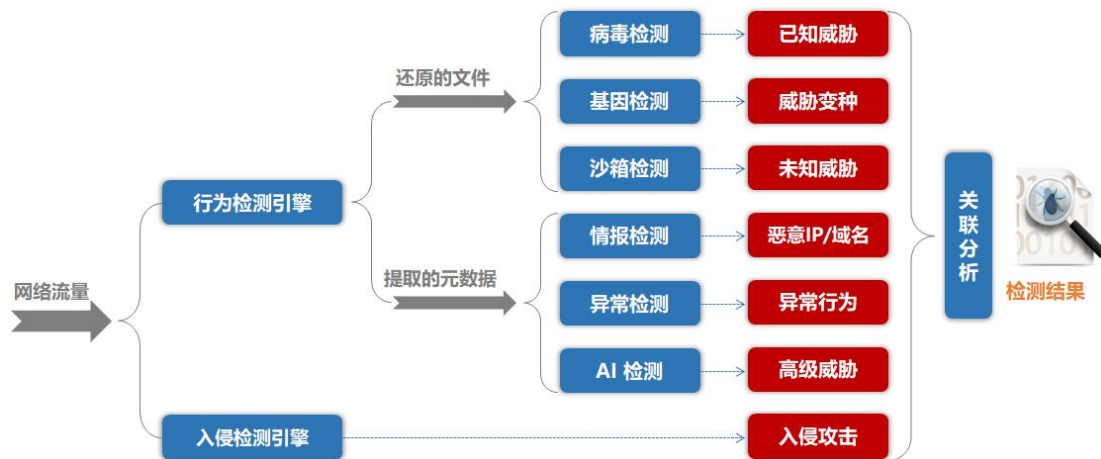 网络流量
行为检测引擎
入侵检测引擎
还原的文件
提取的元数据
病毒检测
已知威胁
基因检测
威胁变种
沙箱检测
未知威胁
情报检测
恶意IP/域名
异常检测
异常行为
AI 检测
高级威胁
入侵攻击
关联分析
检测结果